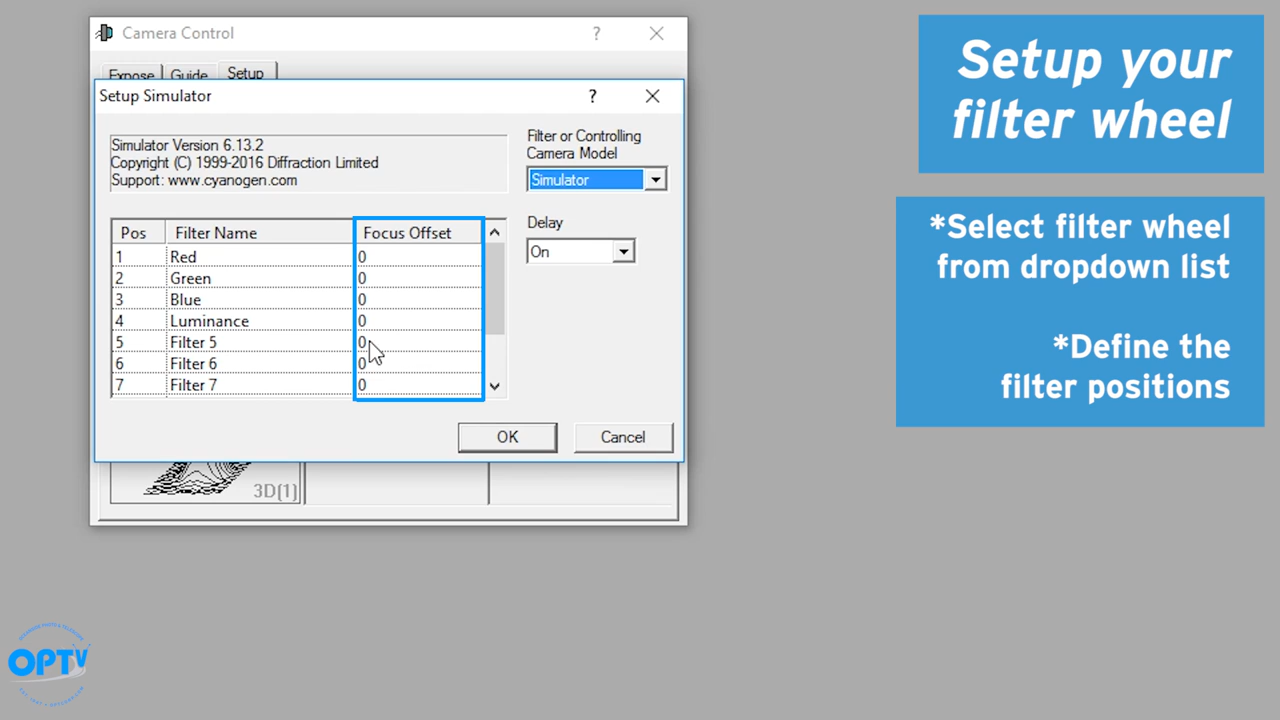 Camera Control
?
Expose Guide Setup
Setup Simulator
?
Simulator Version 6.13.2
Copyright (C) 1999-2016 Diffraction Limited
Support: www.cyanogen.com
Filter or Controlling
Camera Model
Simulator
Delay
On
Pos Filter Name Focus Offset
1 Red 0
2 Green 0
3 Blue 0
4 Luminance 0
5 Filter 5 0
6 Filter 6 0
7 Filter 7 0
OK Cancel
3D(1)
Setup your
filter wheel
*Select filter wheel
from dropdown list
*Define the
filter positions
OPTV